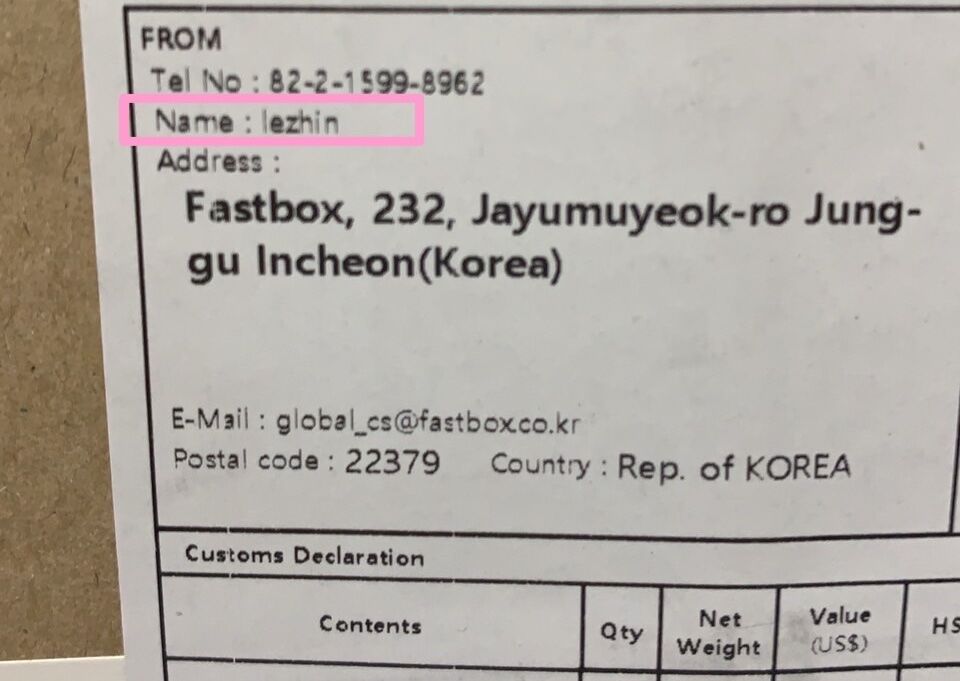 FROM
Tel No : 82-2-1599-8962
Name : lezhin
Address :
Fastbox, 232, Jayumuyeok-ro Jung-
gu Incheon(Korea)
E-Mail : global_cs@fastbox.co.kr
Postal code : 22379 Country : Rep. of KOREA
Customs Declaration
Contents Qty Net Weight Value (US$) HS